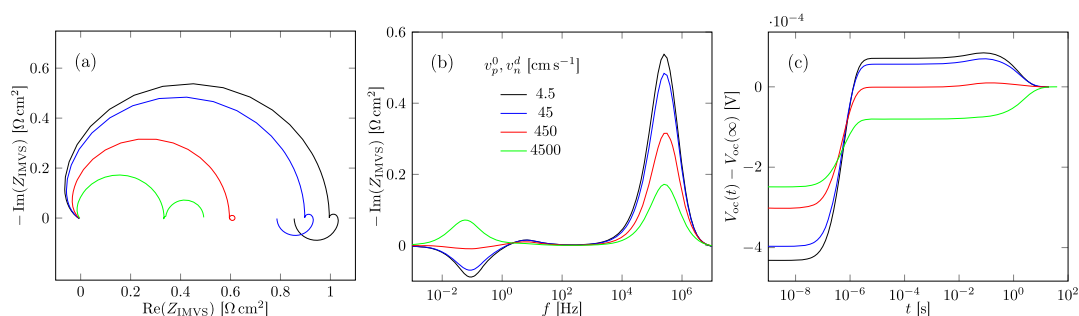 (a)
0.6
0.4
0.2
0
− Im(Z_IMVS) [Ω cm²]
0 0.2 0.4 0.6 0.8 1
Re(Z_IMVS) [Ω cm²]
(b)
v_p^0, v_n^d [cm s⁻¹]
4.5
45
450
4500
0.6
0.4
0.2
0
− Im(Z_IMVS) [Ω cm²]
10⁻² 10⁰ 10² 10⁴ 10⁶
f [Hz]
·10⁻⁴
(c)
0
−2
−4
V_oc(t) − V_oc(∞) [V]
10⁻⁸ 10⁻⁶ 10⁻⁴ 10⁻² 10⁰ 10²
t [s]